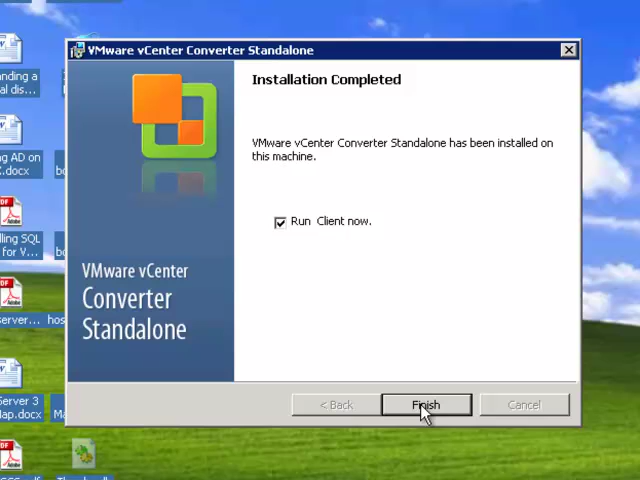 VMware vCenter Converter Standalone
Installation Completed
VMware vCenter Converter Standalone has been installed on
this machine.
Run Client now.
VMware vCenter
Converter
Standalone
< Back
Finish
Cancel
anding a
al dis...
ng AD on
X.docx
lling SQL
for V...
server...
hos
Server 3
Map.docx